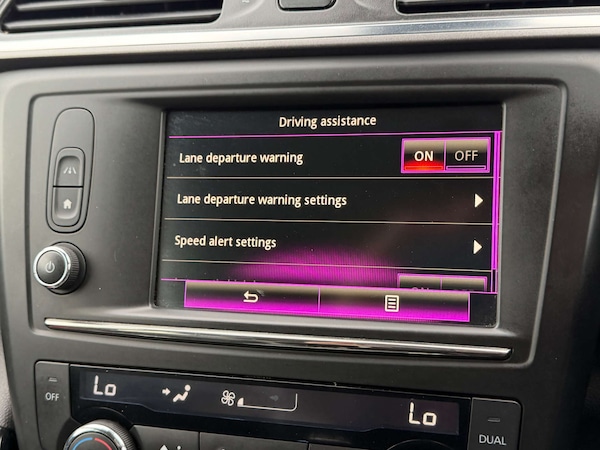 Driving assistance
Lane departure warning ON OFF
Lane departure warning settings
Speed alert settings
OFF
Lo Lo
DUAL